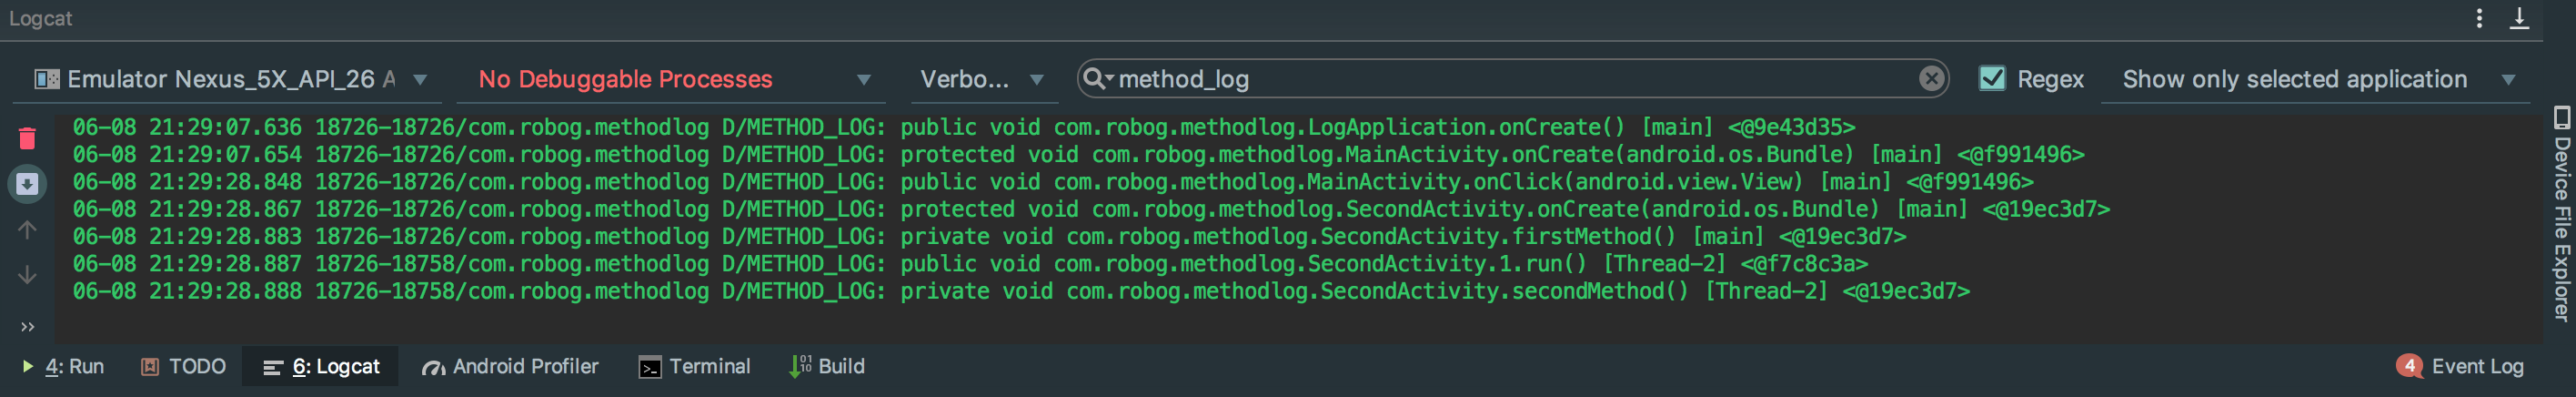 Logcat
Emulator Nexus_5X_API_26 A
No Debuggable Processes
Verbo...
method_log
Regex
Show only selected application
06-08 21:29:07.636 18726-18726/com.robog.methodlog D/METHOD_LOG: public void com.robog.methodlog.LogApplication.onCreate() [main] <@9e43d35>
06-08 21:29:07.654 18726-18726/com.robog.methodlog D/METHOD_LOG: protected void com.robog.methodlog.MainActivity.onCreate(android.os.Bundle) [main] <@f991496>
06-08 21:29:28.848 18726-18726/com.robog.methodlog D/METHOD_LOG: public void com.robog.methodlog.MainActivity.onClick(android.view.View) [main] <@f991496>
06-08 21:29:28.867 18726-18726/com.robog.methodlog D/METHOD_LOG: protected void com.robog.methodlog.SecondActivity.onCreate(android.os.Bundle) [main] <@19ec3d7>
06-08 21:29:28.883 18726-18726/com.robog.methodlog D/METHOD_LOG: private void com.robog.methodlog.SecondActivity.firstMethod() [main] <@19ec3d7>
06-08 21:29:28.887 18726-18758/com.robog.methodlog D/METHOD_LOG: public void com.robog.methodlog.SecondActivity.1.run() [Thread-2] <@f7c8c3a>
06-08 21:29:28.888 18726-18758/com.robog.methodlog D/METHOD_LOG: private void com.robog.methodlog.SecondActivity.secondMethod() [Thread-2] <@19ec3d7>
Device File Explorer
4: Run
TODO
6: Logcat
Android Profiler
Terminal
Build
4 Event Log